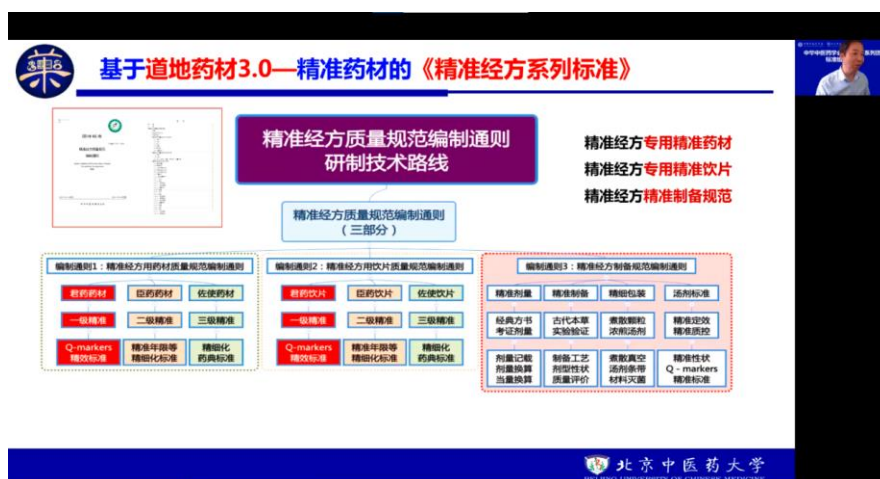 基于道地药材3.0—精准药材的《精准经方系列标准》
精准经方质量规范编制通则
研制技术路线
精准经方专用精准药材
精准经方专用精准饮片
精准经方精准制备规范
精准经方质量规范编制通则
（三部分）
编制通则1：精准经方用药材质量规范编制通则
君药药材 臣药药材 佐使药材
一级精准 二级精准 三级精准
Q-markers 精准年限等 精细化
精效标准 精细化标准 药典标准
编制通则2：精准经方用饮片质量规范编制通则
君药饮片 臣药饮片 佐使饮片
一级精准 二级精准 三级精准
Q-markers 精准年限等 精细化
精效标准 精细化标准 药典标准
编制通则3：精准经方制备规范编制通则
精准剂量 精准制备 精细包装 汤剂标准
经典方书 古代本草 煮散颗粒 精准定效
考证剂量 实验验证 浓煎汤剂 精准质控
剂量记载 制备工艺 煮散真空 精准性状
剂量换算 剂型性状 汤剂条带 Q - markers
当量换算 质量评价 材料灭菌 精准标准
北京中医药大学
BEIJING UNIVERSITY OF CHINESE MEDICINE